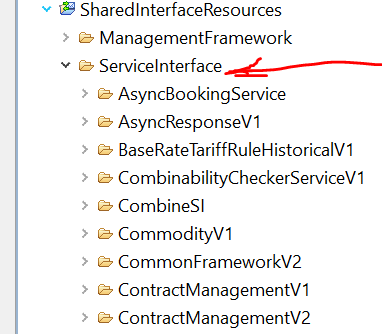 SharedInterfaceResources
ManagementFramework
ServiceInterface
AsyncBookingService
AsyncResponseV1
BaseRateTariffRuleHistoricalV1
CombinabilityCheckerServiceV1
CombineSI
CommodityV1
CommonFrameworkV2
ContractManagementV1
ContractManagementV2